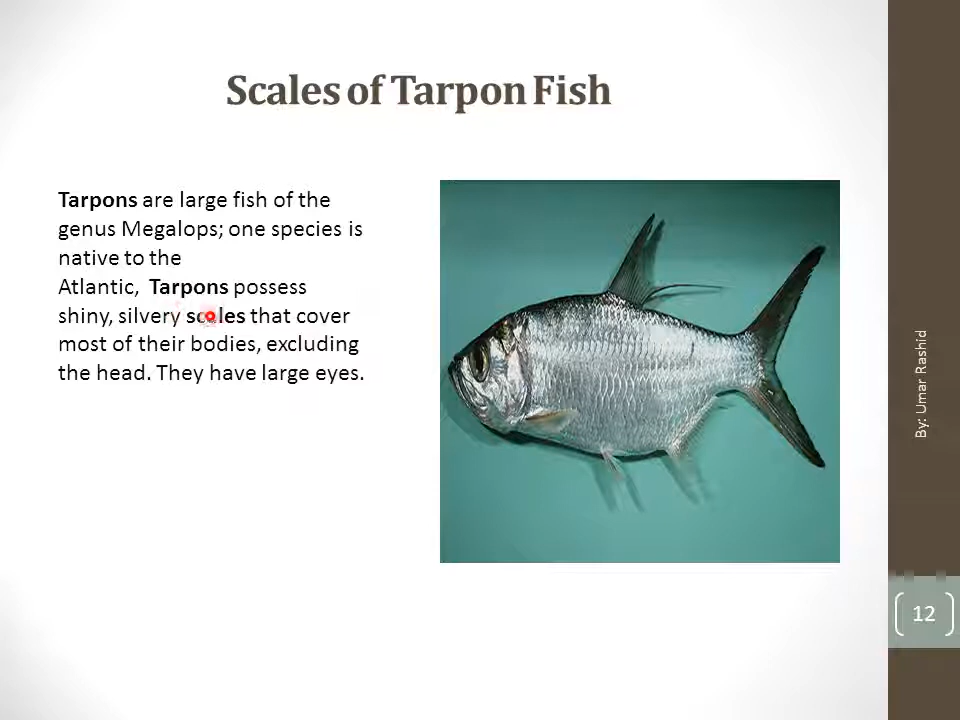 Scales of Tarpon Fish
Tarpons are large fish of the
genus Megalops; one species is
native to the
Atlantic, Tarpons possess
shiny, silvery scales that cover
most of their bodies, excluding
the head. They have large eyes.
By: Umar Rashid
12